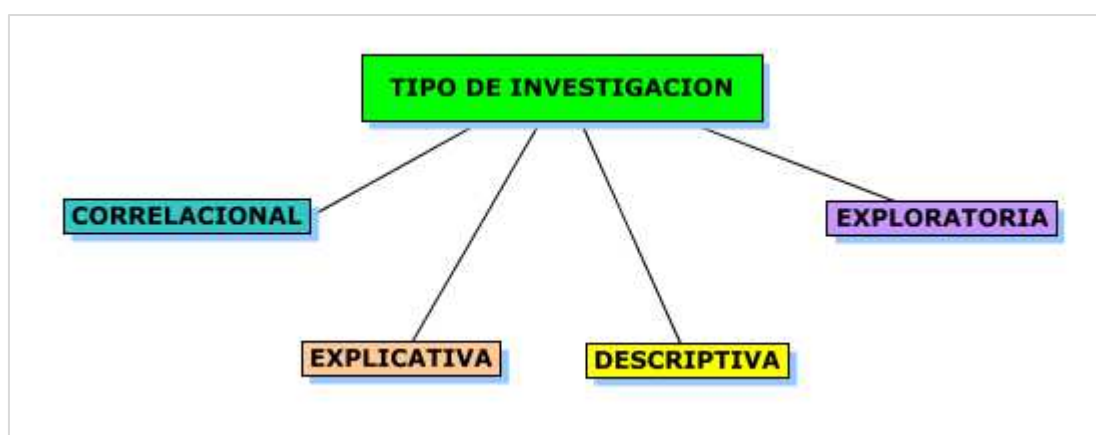 TIPO DE INVESTIGACION
CORRELACIONAL
EXPLORATORIA
EXPLICATIVA
DESCRIPTIVA